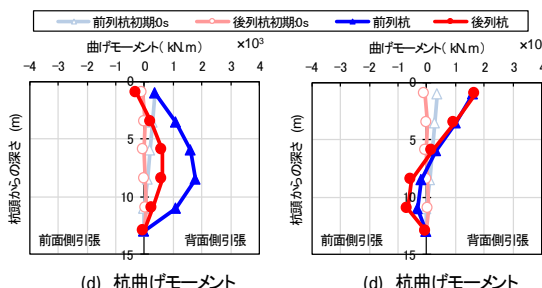 前列杭初期:0s 後列杭初期:0s 前列杭 後列杭
曲げモーメント( kN.m) ×10³
−4 −3 −2 −1 0 1 2 3 4
0
5
10
15
杭頭からの深さ (m)
前面側引張 背面側引張
(d) 杭曲げモーメント
曲げモーメント( kN.m) ×10
−4 −3 −2 −1 0 1 2 3 4
0
5
10
15
杭頭からの深さ (m)
前面側引張 背面側引張
(d) 杭曲げモーメント